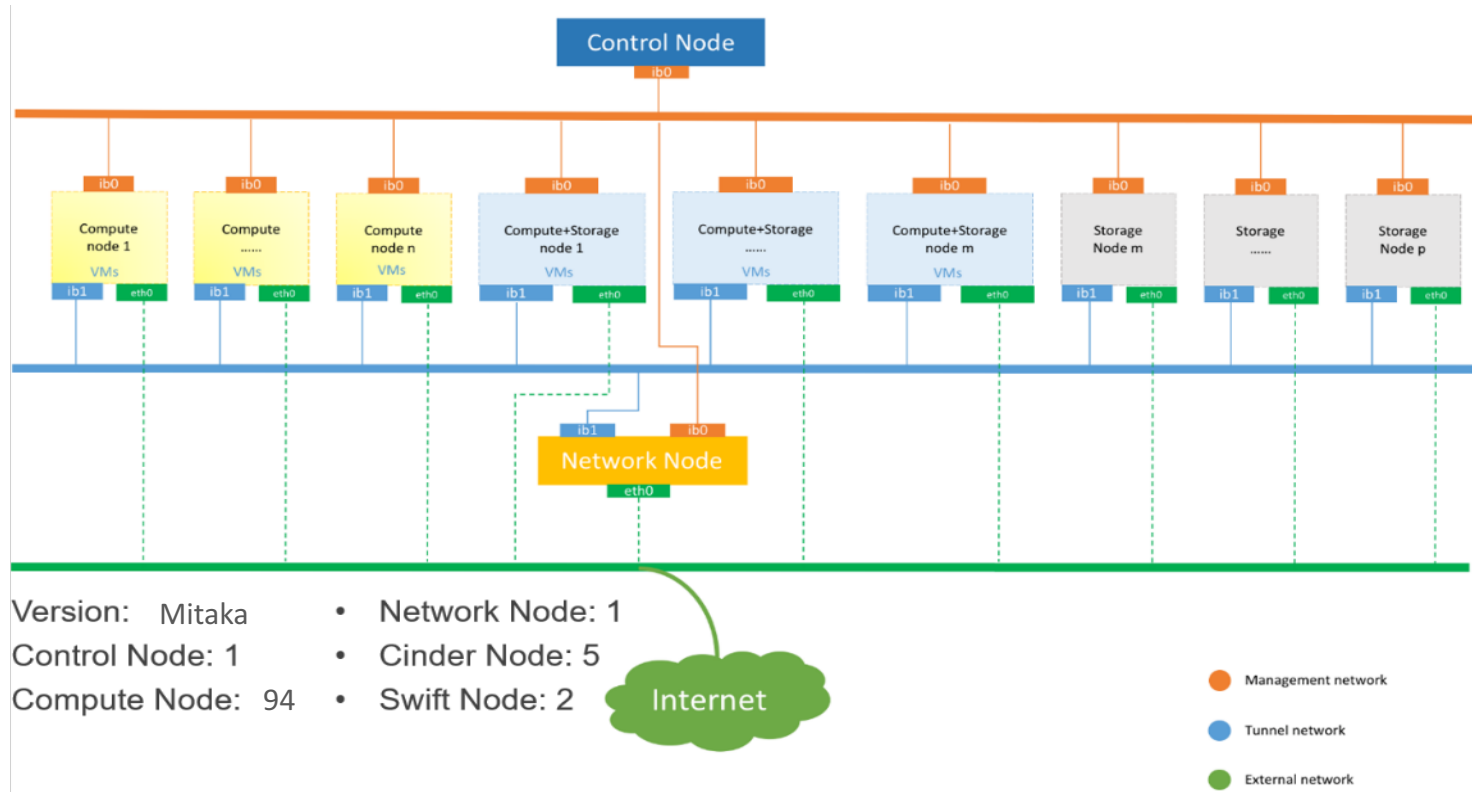 Control Node
ib0
ib0 ib0 ib0 ib0 ib0 ib0 ib0 ib0 ib0
Compute
node 1
VMs
Compute
......
VMs
Compute
node n
VMs
Compute+Storage
node 1
Compute+Storage
......
VMs
Compute+Storage
node m
VMs
Storage
Node m
Storage
......
Storage
Node p
ib1 eth0 ib1 eth0 ib1 eth0 ib1 eth0 ib1 eth0 ib1 eth0 ib1 eth0 ib1 eth0 ib1 eth0
ib1 ib0
Network Node
eth0
Version: Mitaka
Control Node: 1
Compute Node: 94
• Network Node: 1
• Cinder Node: 5
• Swift Node: 2
Internet
Management network
Tunnel network
External network